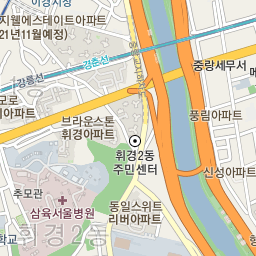 이경시장
지웰에스테이트아파트
21년11월예정)
강릉선
경춘선
중랑세무서
메
모로
아파트
브라운스톤
휘경아파트
풍림아파트
휘경2동
주민센터
신성아파트
추모관
삼육서울병원
동일스위트
리버아파트
학교
휘경2동